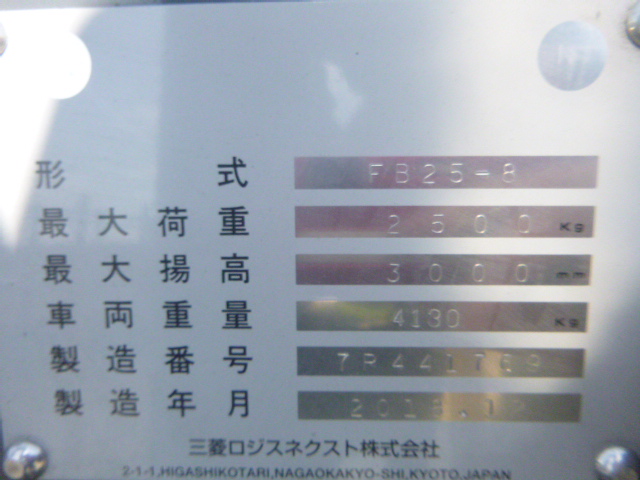 形式 FB25-8
最大荷重 2500 Kg
最大揚高 3000 mm
車両重量 4130 Kg
製造番号
製造年月
三菱ロジスネクスト株式会社
2-1-1,HIGASHIKOTARI,NAGAOKAKYO-SHI,KYOTO,JAPAN